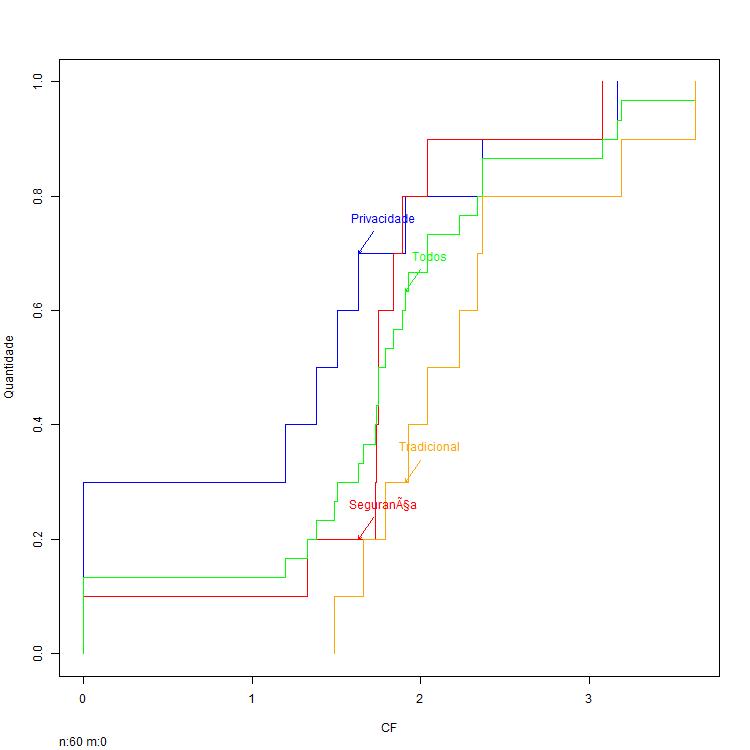 1.0
0.8
0.6
0.4
0.2
0.0
Quantidade
Privacidade
Todos
Tradicional
SeguranÃ§a
0
1
2
3
CF
n:60 m:0